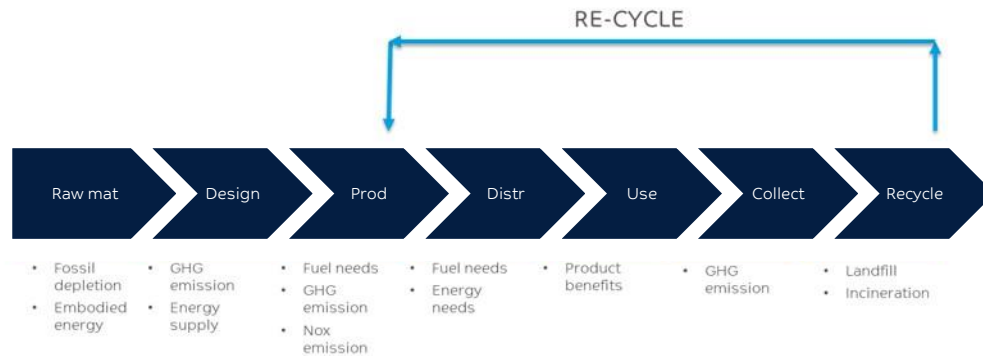 RE-CYCLE
Raw mat
Design
Prod
Distr
Use
Collect
Recycle
• Fossil
depletion
• Embodied
energy
• GHG
emission
• Energy
supply
• Fuel needs
• GHG
emission
• Nox
emission
• Fuel needs
• Energy
needs
• Product
benefits
• GHG
emission
• Landfill
• Incineration